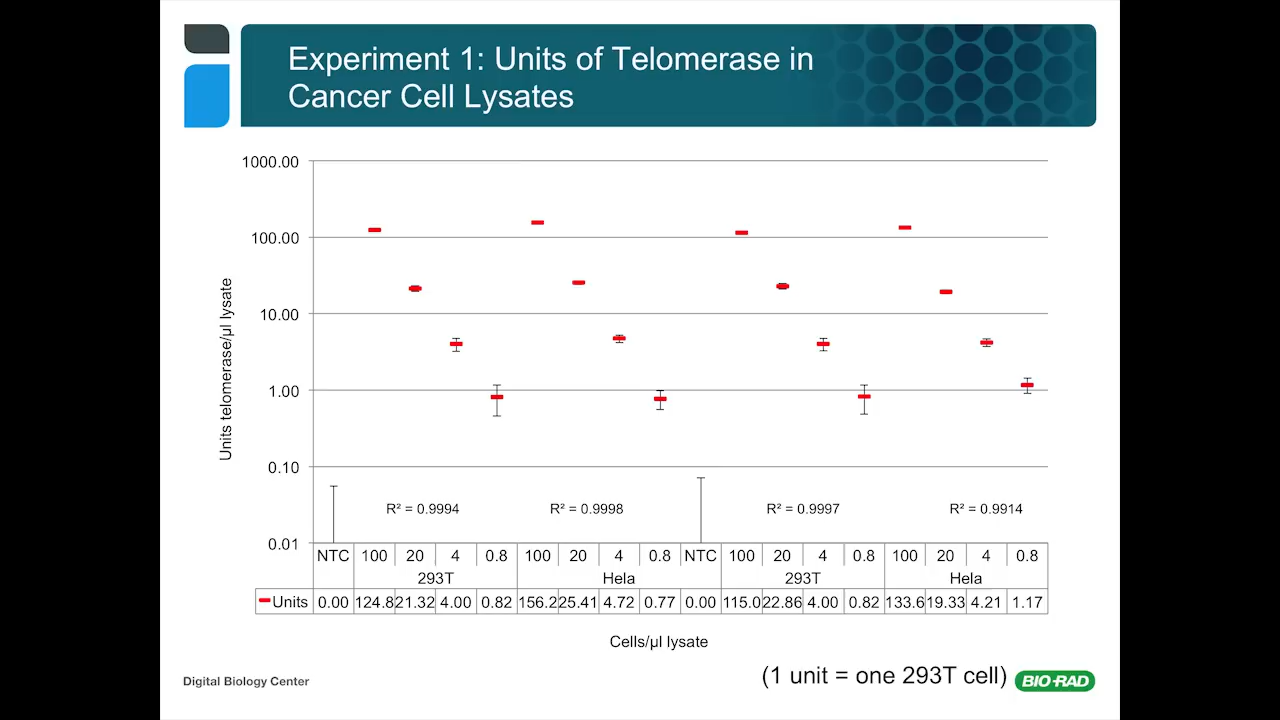 Experiment 1: Units of Telomerase in
Cancer Cell Lysates
Units telomerase/µl lysate
1000.00
100.00
10.00
1.00
0.10
0.01
R² = 0.9994 R² = 0.9998 R² = 0.9997 R² = 0.9914
NTC 100 20 4 0.8 100 20 4 0.8 NTC 100 20 4 0.8 100 20 4 0.8
293T Hela 293T Hela
Units 0.00 124.8 21.32 4.00 0.82 156.2 25.41 4.72 0.77 0.00 115.0 22.86 4.00 0.82 133.6 19.33 4.21 1.17
Cells/µl lysate
(1 unit = one 293T cell)
Digital Biology Center
BIO-RAD